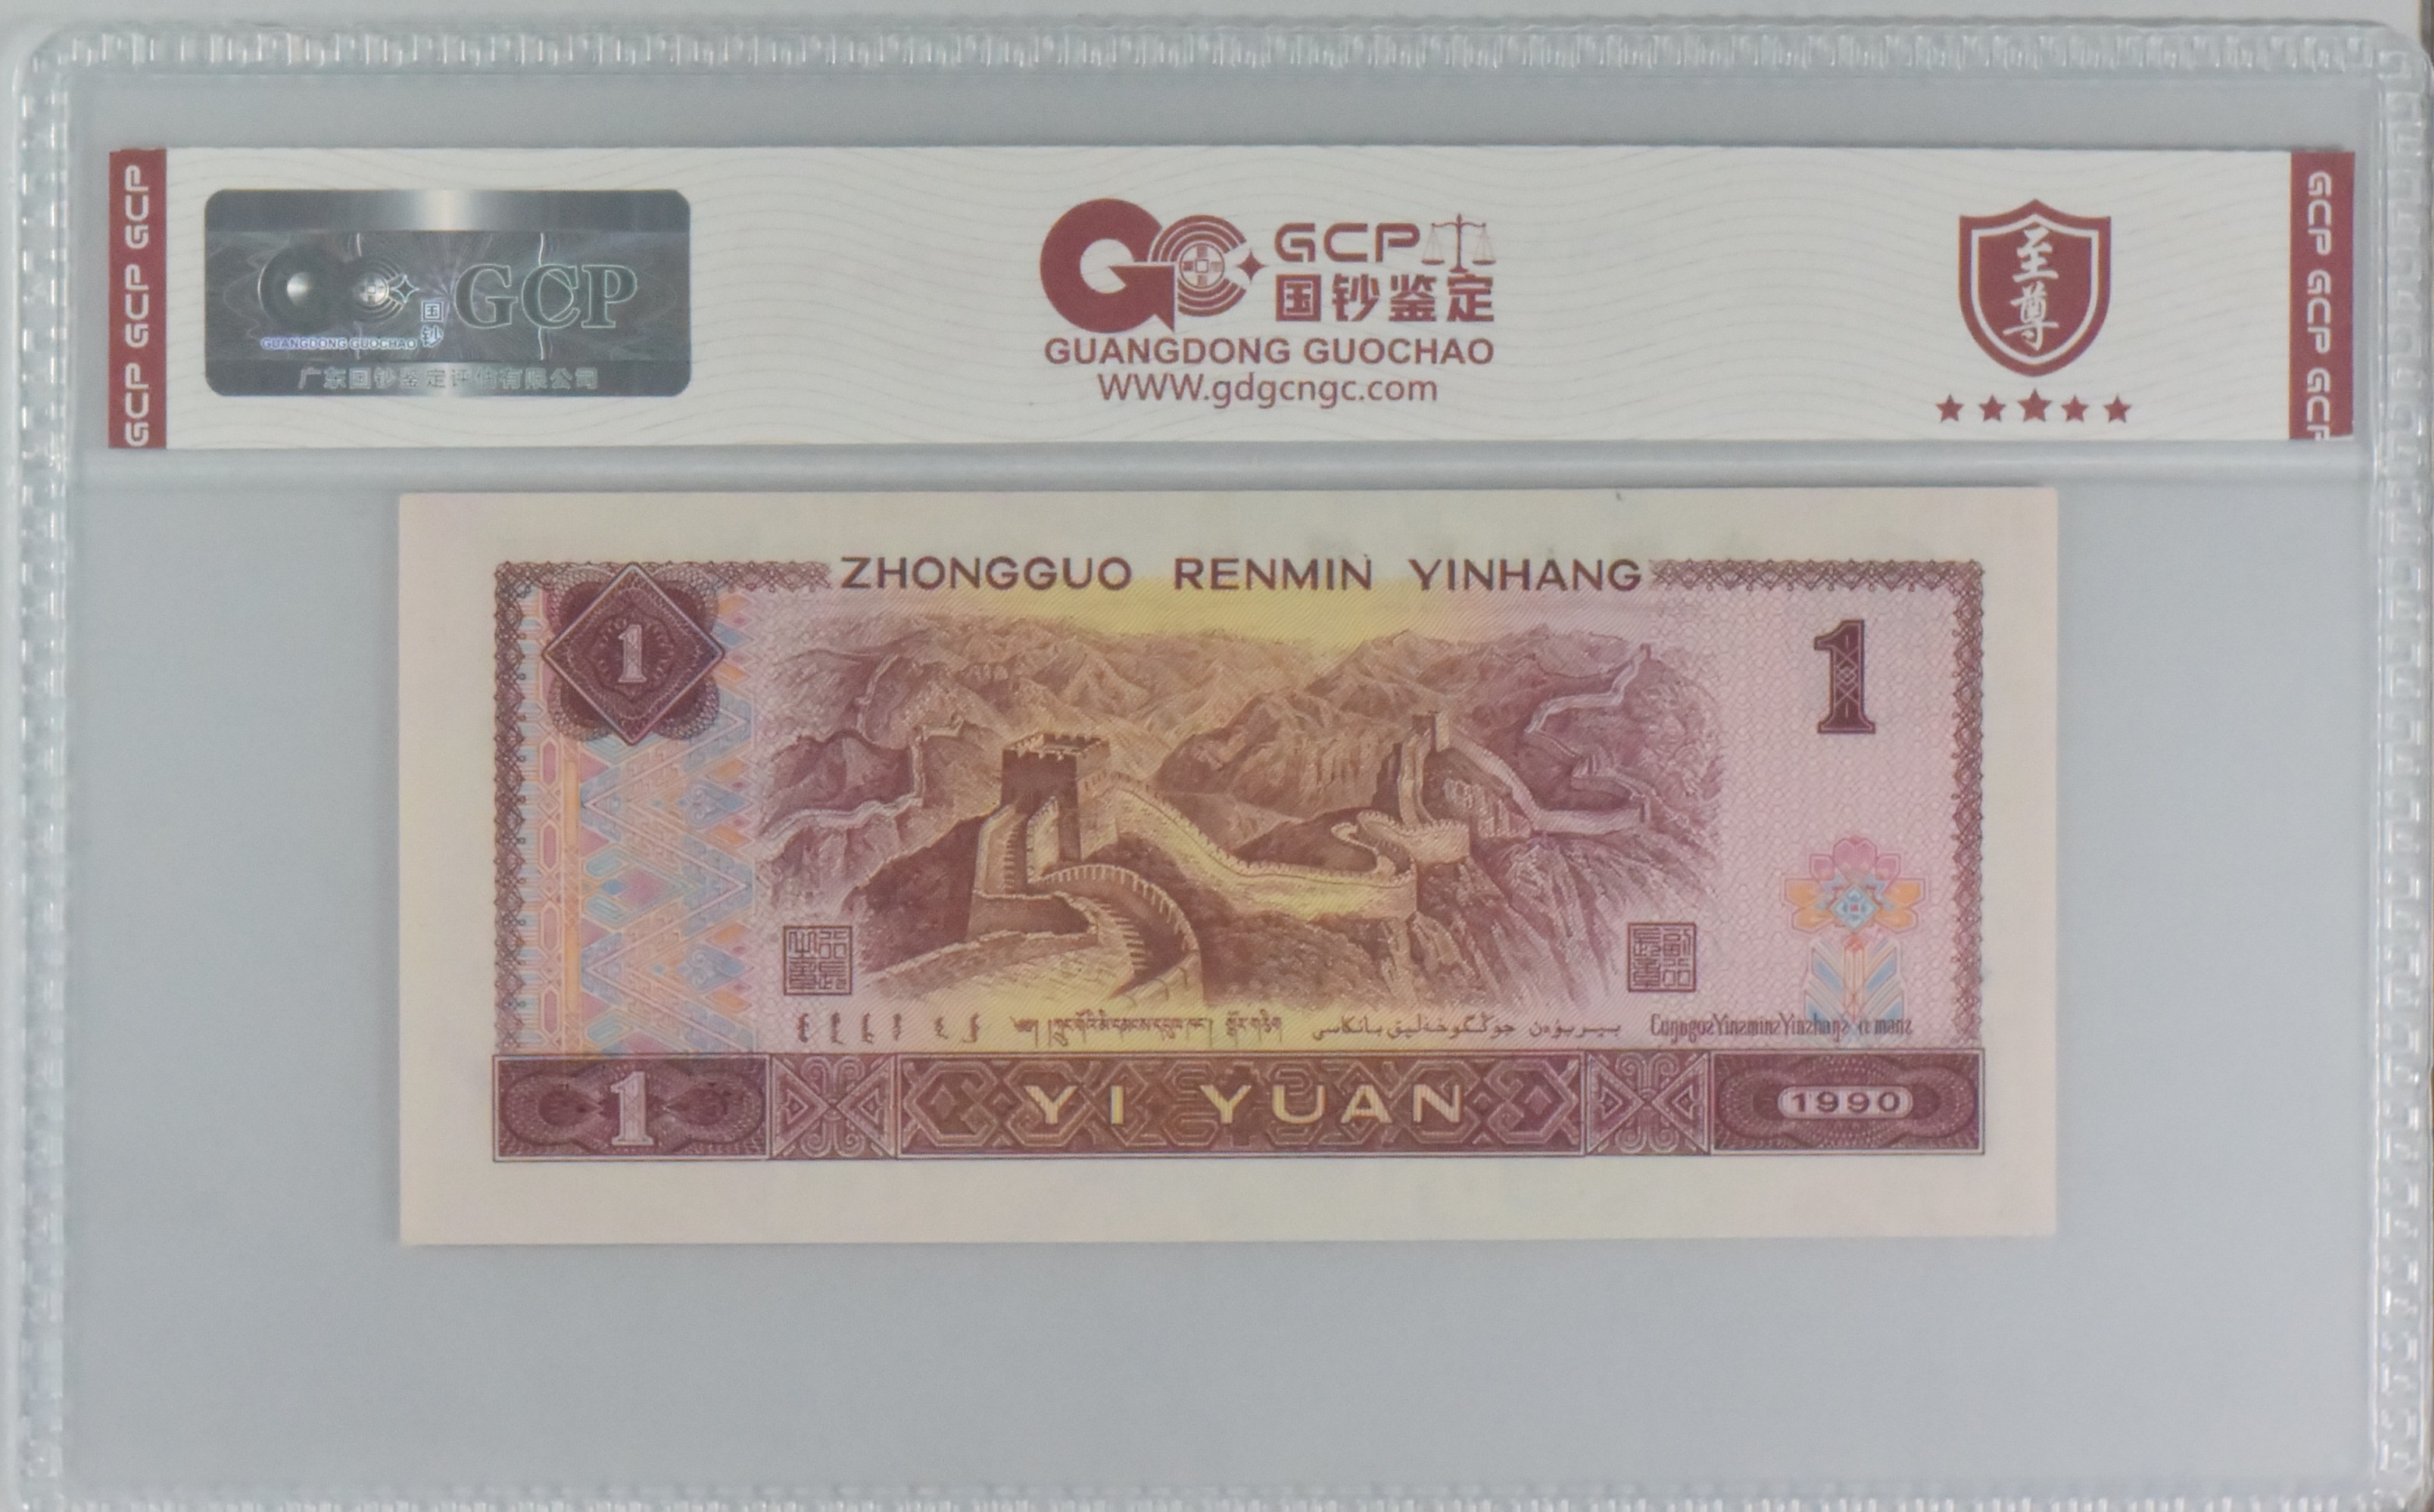 GCP GCP GCP
国钞
GCP
GUANGDONG GUOCHAO
广东国钞鉴定评估有限公司
GCP
国钞鉴定
GUANGDONG GUOCHAO
WWW.gdgcngc.com
至尊
GCP GCP GCP
ZHONGGUO RENMIN YINHANG
1
1
1
YI YUAN
1990